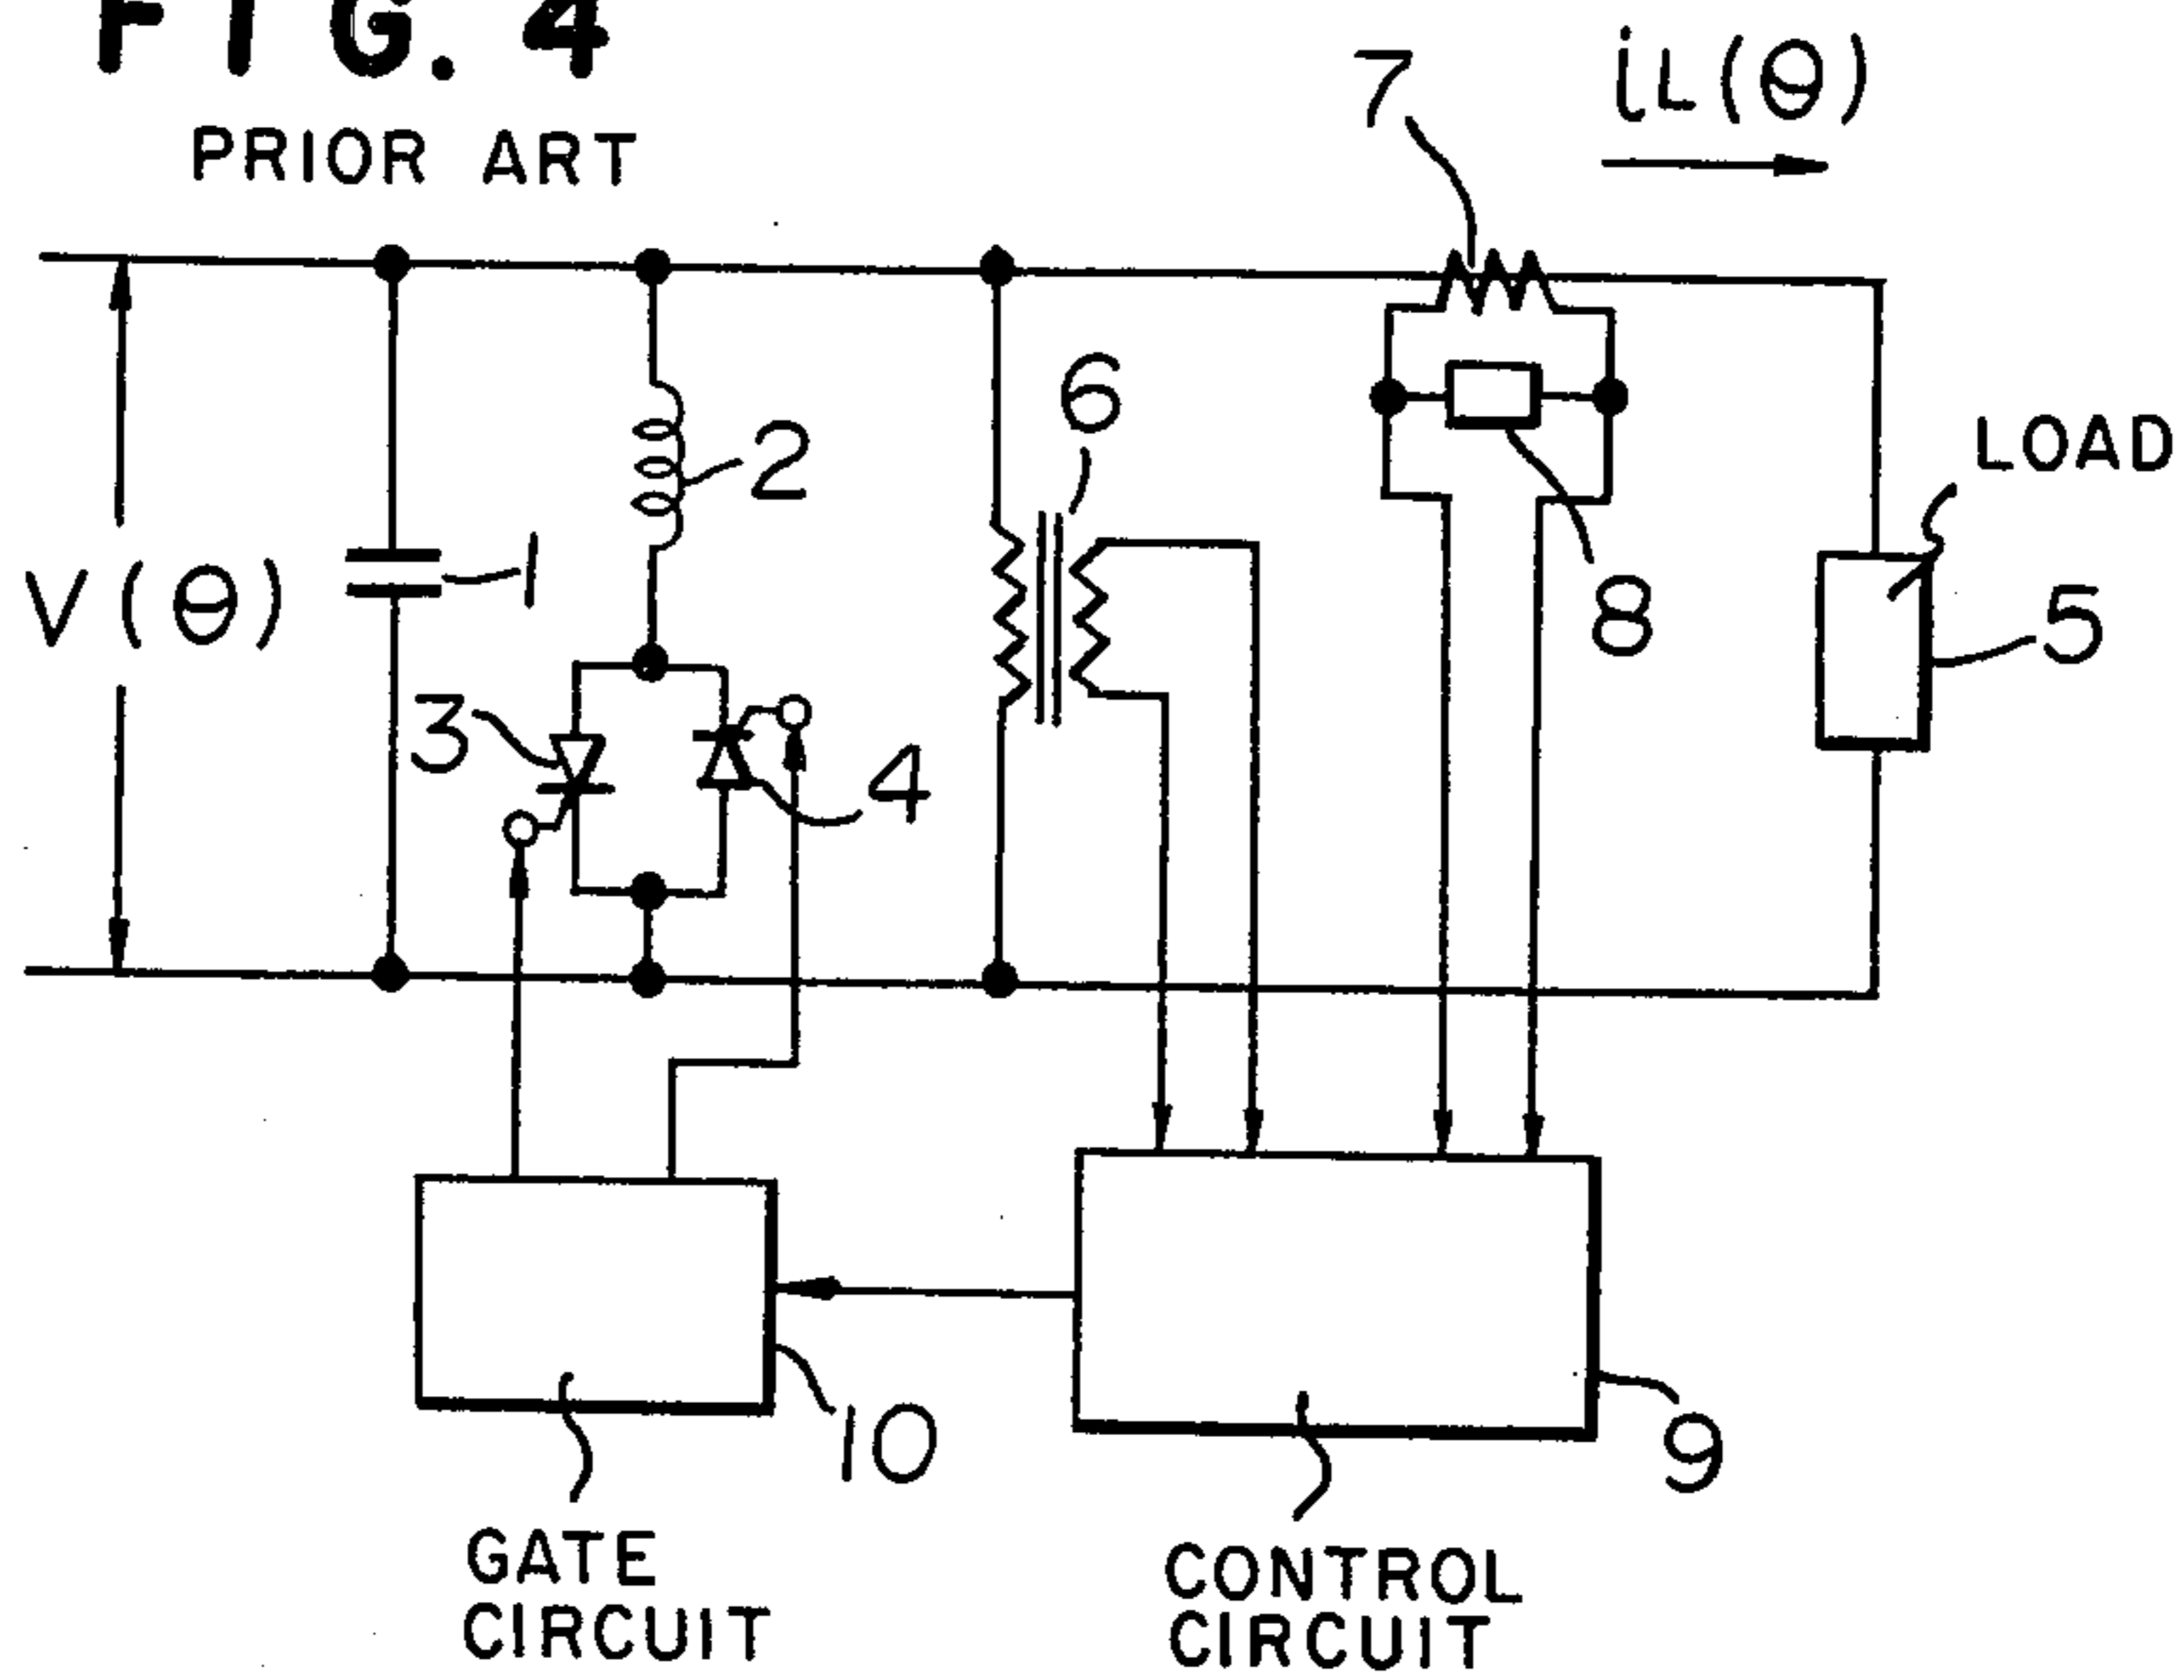 FIG. 4
PRIOR ART
7
iL(θ)
2
6
LOAD
V(θ)
1
8
5
3
4
10
9
GATE
CIRCUIT
CONTROL
CIRCUIT